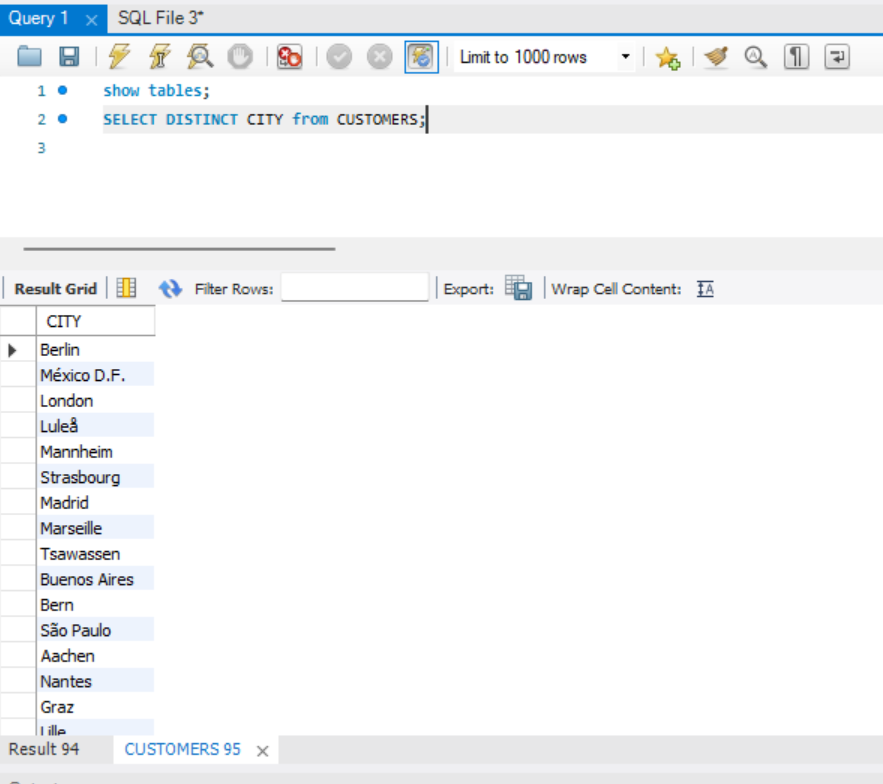 Query 1 SQL File 3*
Limit to 1000 rows
1 show tables;
2 SELECT DISTINCT CITY from CUSTOMERS;
3
Result Grid Filter Rows: Export: Wrap Cell Content:
CITY
Berlin
México D.F.
London
Luleå
Mannheim
Strasbourg
Madrid
Marseille
Tsawassen
Buenos Aires
Bern
São Paulo
Aachen
Nantes
Graz
Lille
Result 94 CUSTOMERS 95